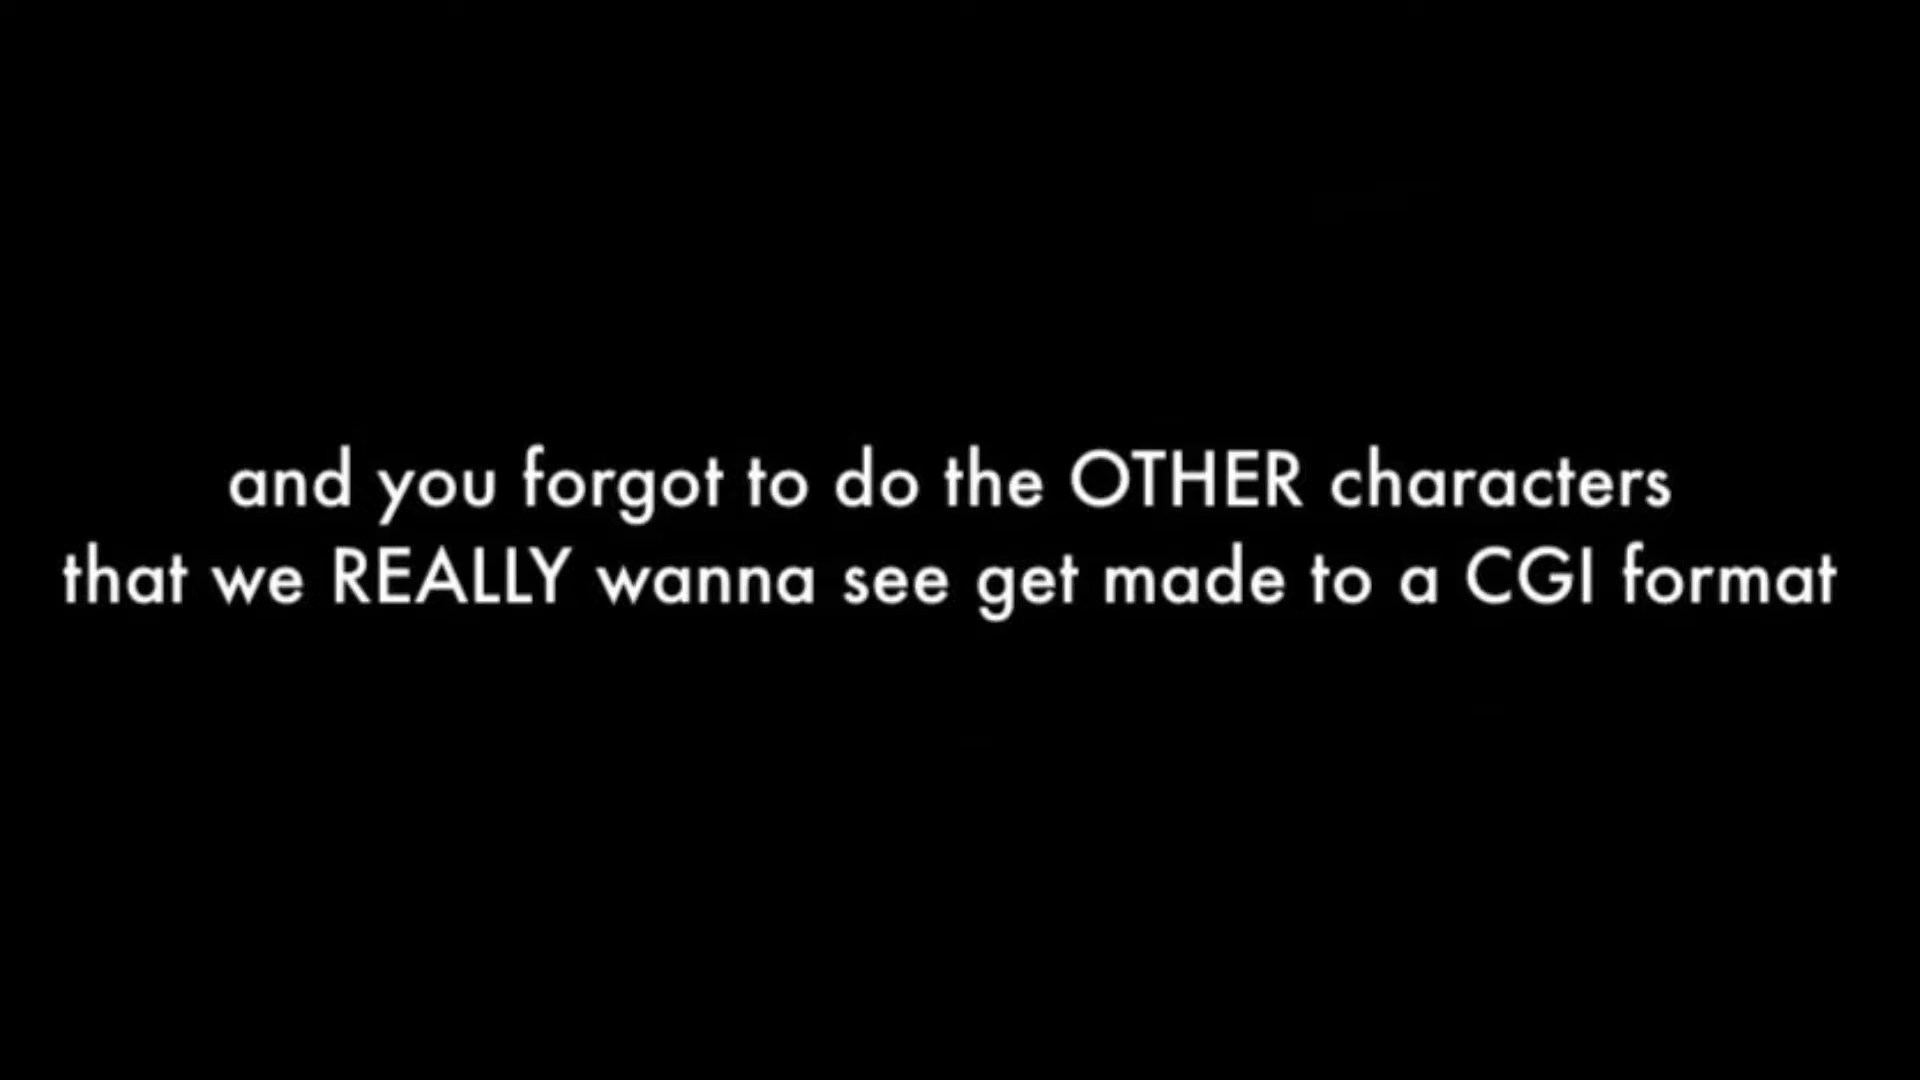 and you forgot to do the OTHER characters
that we REALLY wanna see get made to a CGI format